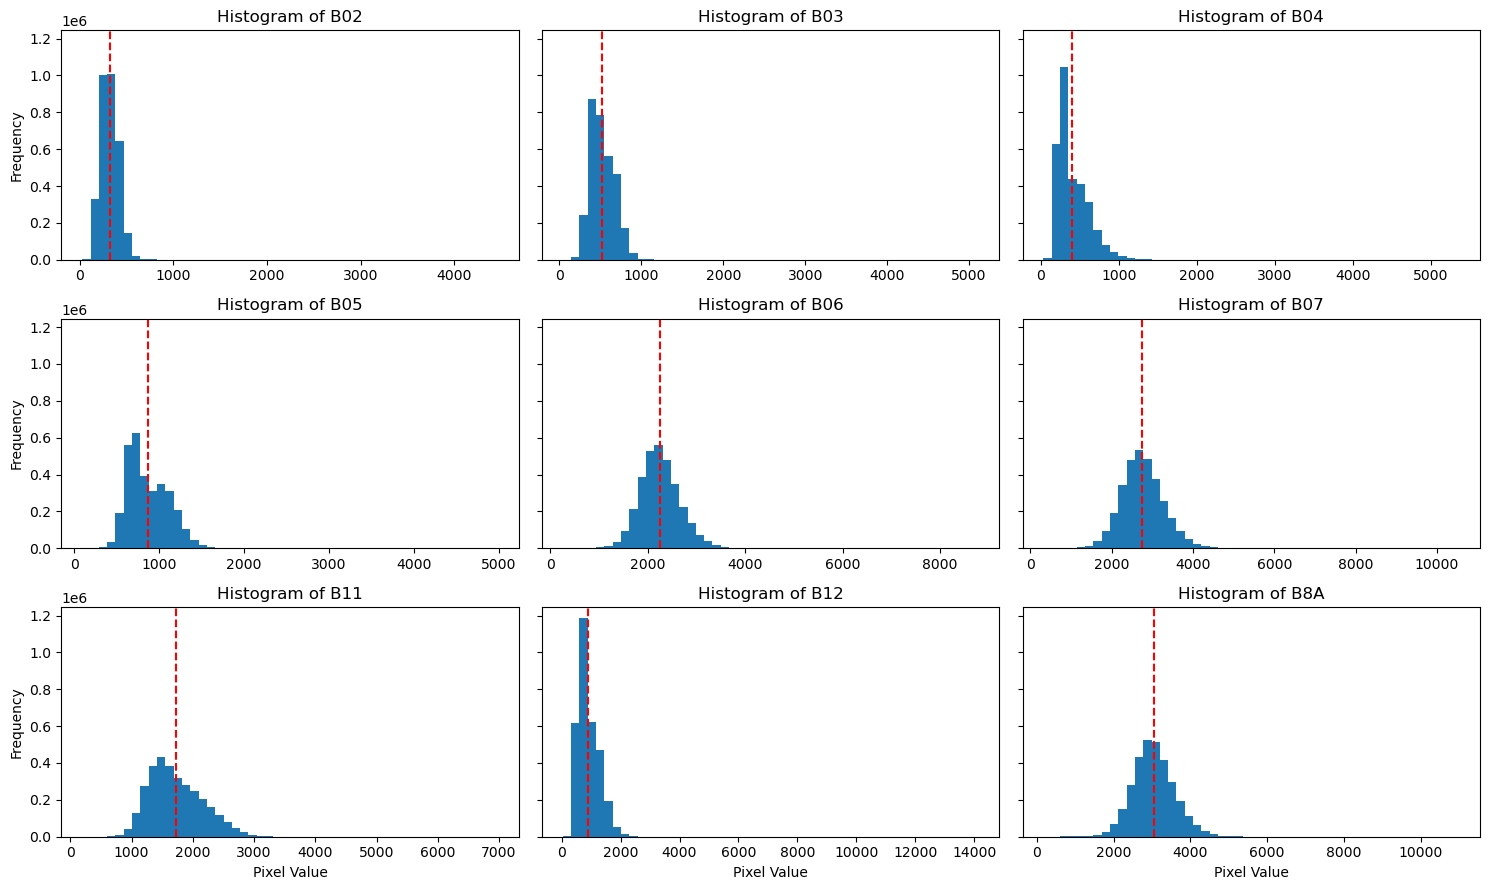 Histogram of B02
1e6
Frequency
0.0 0.2 0.4 0.6 0.8 1.0 1.2
0 1000 2000 3000 4000
Histogram of B03
0 1000 2000 3000 4000 5000
Histogram of B04
0 1000 2000 3000 4000 5000
Histogram of B05
1e6
Frequency
0.0 0.2 0.4 0.6 0.8 1.0 1.2
0 1000 2000 3000 4000 5000
Histogram of B06
0 2000 4000 6000 8000
Histogram of B07
0 2000 4000 6000 8000 10000
Histogram of B11
1e6
Frequency
0.0 0.2 0.4 0.6 0.8 1.0 1.2
0 1000 2000 3000 4000 5000 6000 7000
Pixel Value
Histogram of B12
0 2000 4000 6000 8000 10000 12000 14000
Pixel Value
Histogram of B8A
0 2000 4000 6000 8000 10000
Pixel Value